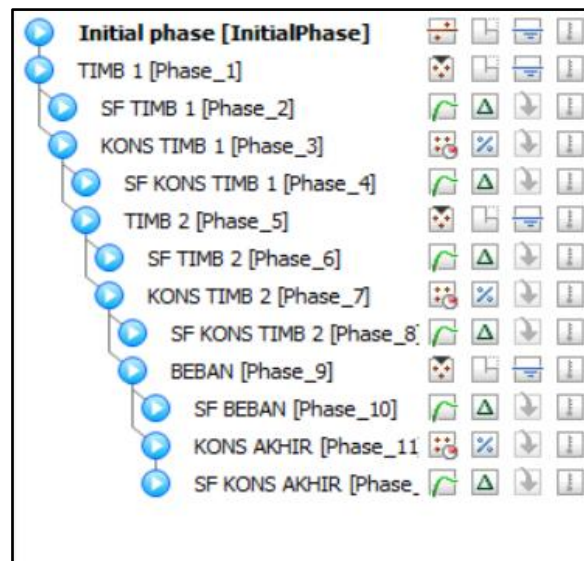 Initial phase [InitialPhase]
TIMB 1 [Phase_1]
SF TIMB 1 [Phase_2]
KONS TIMB 1 [Phase_3]
SF KONS TIMB 1 [Phase_4]
TIMB 2 [Phase_5]
SF TIMB 2 [Phase_6]
KONS TIMB 2 [Phase_7]
SF KONS TIMB 2 [Phase_8]
BEBAN [Phase_9]
SF BEBAN [Phase_10]
KONS AKHIR [Phase_11
SF KONS AKHIR [Phase_